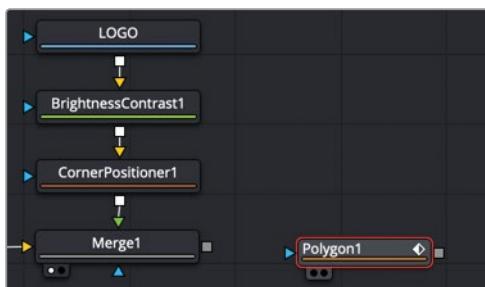 LOGO
BrightnessContrast1
CornerPositioner1
Merge1
Polygon1